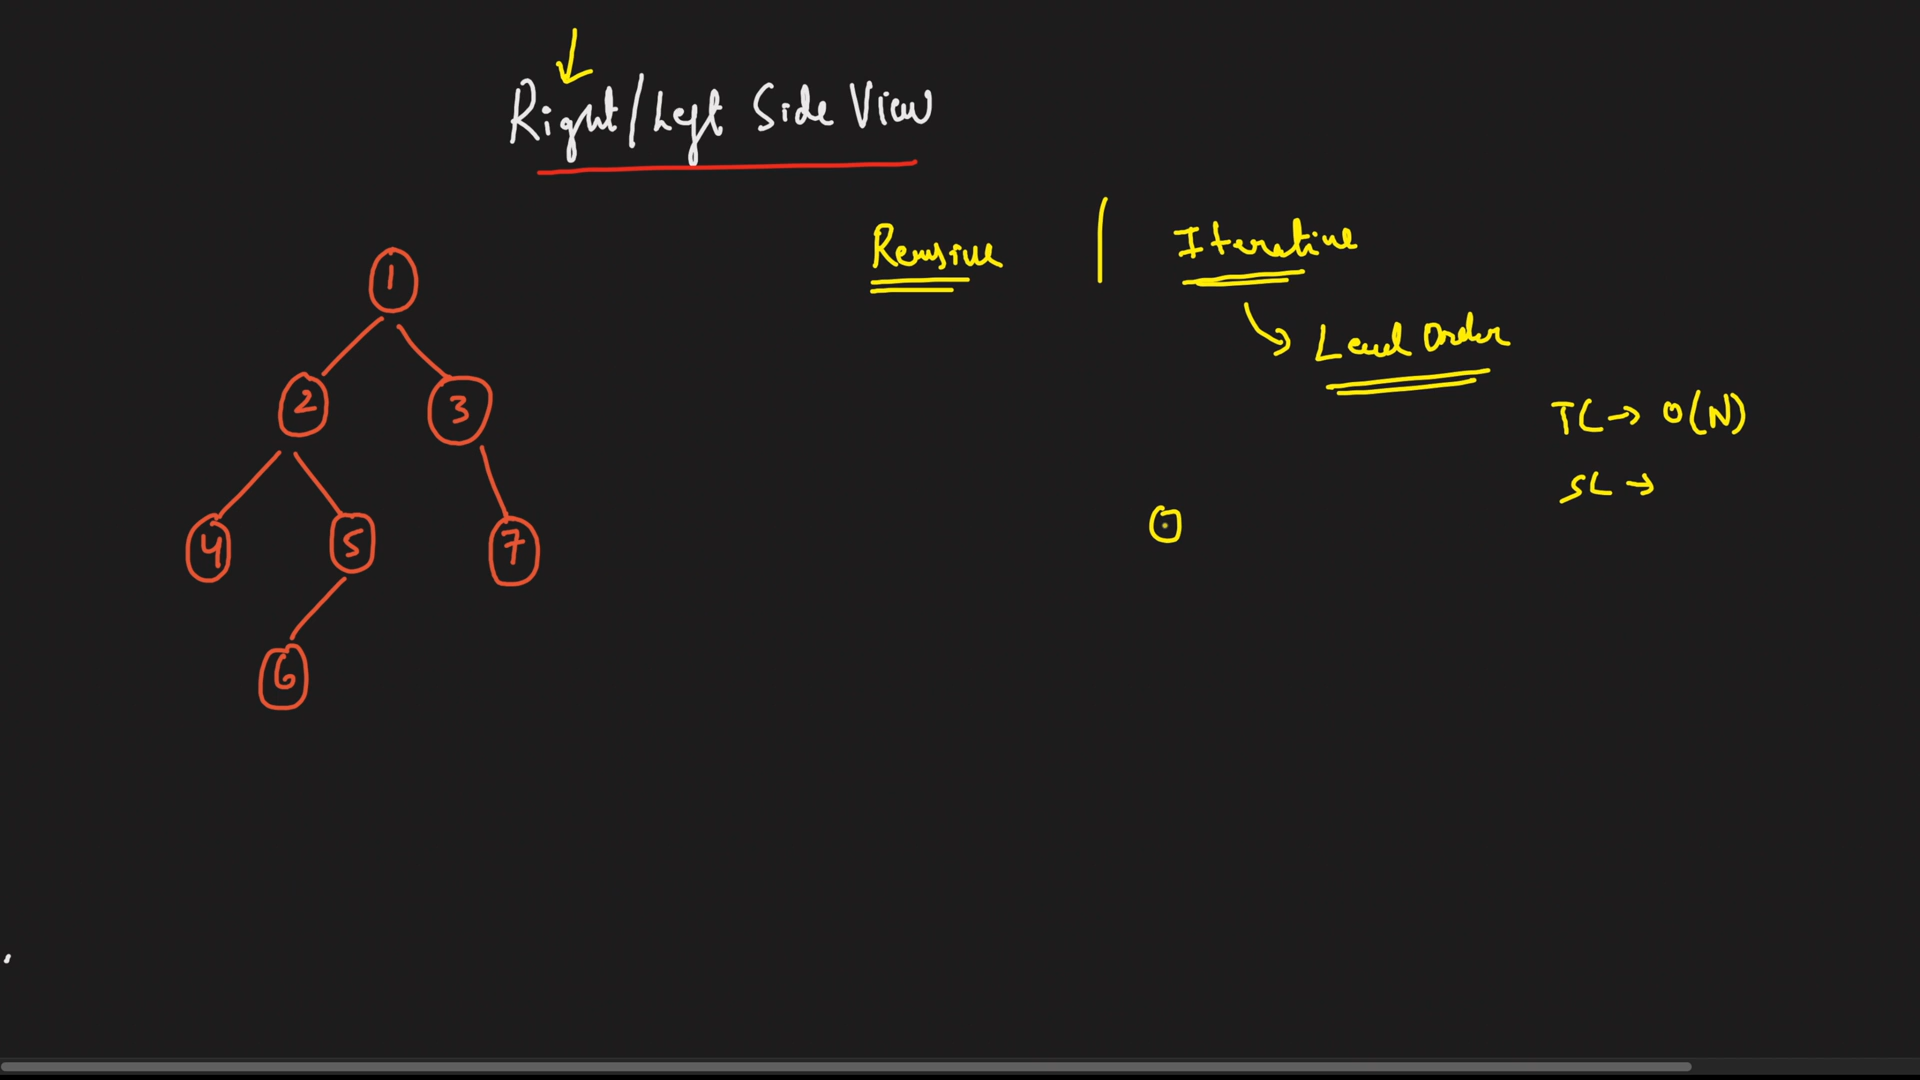 Right/Left Side View
Recursive | Iterative
Level Order
TC → O(N)
SC →
1
2 3
4 5 7
6